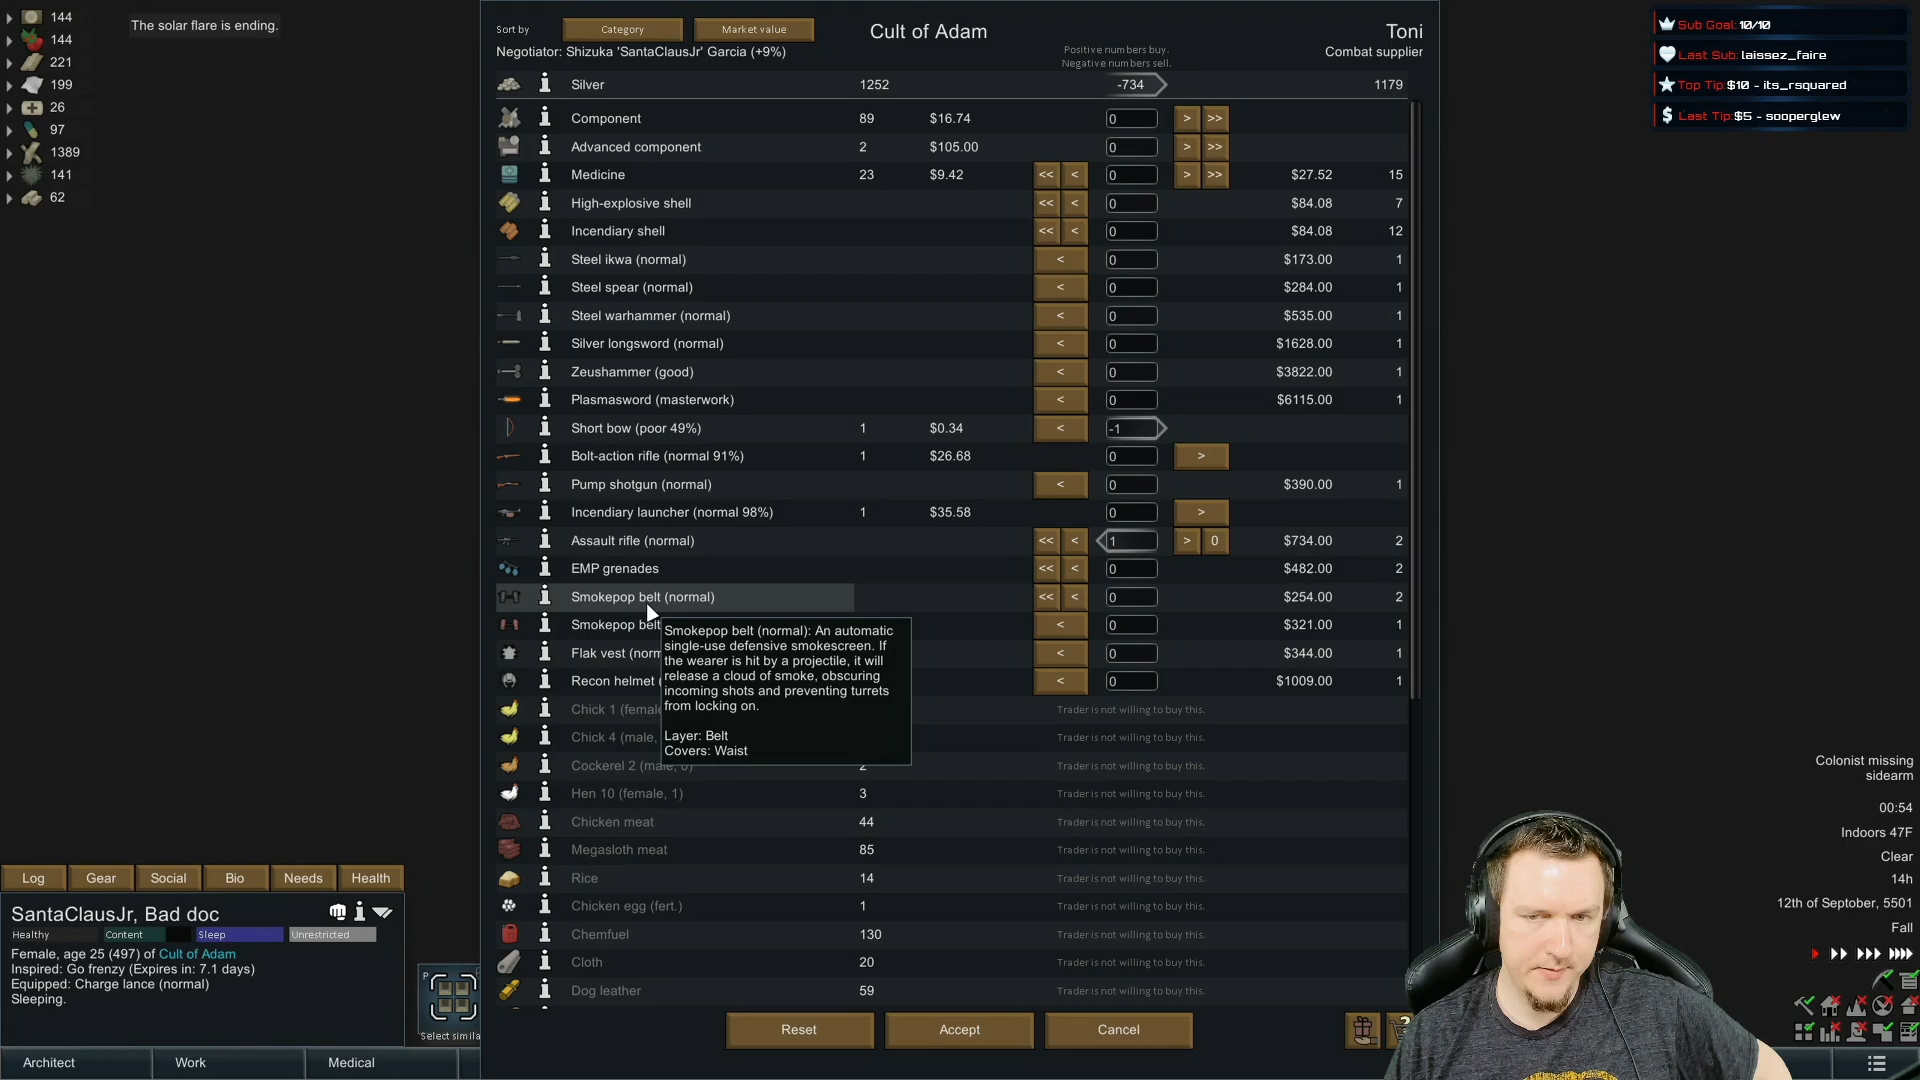 144
144
221
199
26
97
1389
141
62
The solar flare is ending.
Sort by
Category
Market value
Cult of Adam
Toni
Negotiator: Shizuka 'SantaClausJr' Garcia (+9%)
Positive numbers buy.
Negative numbers sell.
Combat supplier
Silver 1252 -734 1179
Component 89 $16.74 0 > >>
Advanced component 2 $105.00 0 > >>
Medicine 23 $9.42 << < 0 > >> $27.52 15
High-explosive shell << < 0 $84.08 7
Incendiary shell << < 0 $84.08 12
Steel ikwa (normal) < 0 $173.00 1
Steel spear (normal) < 0 $284.00 1
Steel warhammer (normal) < 0 $535.00 1
Silver longsword (normal) < 0 $1628.00 1
Zeushammer (good) < 0 $3822.00 1
Plasmasword (masterwork) < 0 $6115.00 1
Short bow (poor 49%) 1 $0.34 < -1
Bolt-action rifle (normal 91%) 1 $26.68 0 >
Pump shotgun (normal) < 0 $390.00 1
Incendiary launcher (normal 98%) 1 $35.58 0 >
Assault rifle (normal) << < 1 > 0 $734.00 2
EMP grenades << < 0 $482.00 2
Smokepop belt (normal) << < 0 $254.00 2
Smokepop belt < 0 $321.00 1
Flak vest (norm < 0 $344.00 1
Recon helmet ( < 0 $1009.00 1
Chick 1 (female Trader is not willing to buy this.
Chick 4 (male, Trader is not willing to buy this.
Cockerel 2 (male, 0) 2 Trader is not willing to buy this.
Hen 10 (female, 1) 3 Trader is not willing to buy this.
Chicken meat 44 Trader is not willing to buy this.
Megasloth meat 85 Trader is not willing to buy this.
Rice 14 Trader is not willing to buy this.
Chicken egg (fert.) 1 Trader is not willing to buy this.
Chemfuel 130 Trader is not willing to buy this.
Cloth 20 Trader is not willing to buy this.
Dog leather 59 Trader is not willing to buy this.
Smokepop belt (normal): An automatic
single-use defensive smokescreen. If
the wearer is hit by a projectile, it will
release a cloud of smoke, obscuring
incoming shots and preventing turrets
from locking on.
Layer: Belt
Covers: Waist
Reset
Accept
Cancel
Sub Goal: 10/10
Last Sub: laissez_faire
Top Tip: $10 - its_rsquared
Last Tip: $5 - sooperglew
Colonist missing
sidearm
00:54
Indoors 47F
Clear
14h
12th of Septober, 5501
Fall
Log Gear Social Bio Needs Health
SantaClausJr, Bad doc
Healthy Content Sleep Unrestricted
Female, age 25 (497) of Cult of Adam
Inspired: Go frenzy (Expires in: 7.1 days)
Equipped: Charge lance (normal)
Sleeping.
Select simila
Architect Work Medical